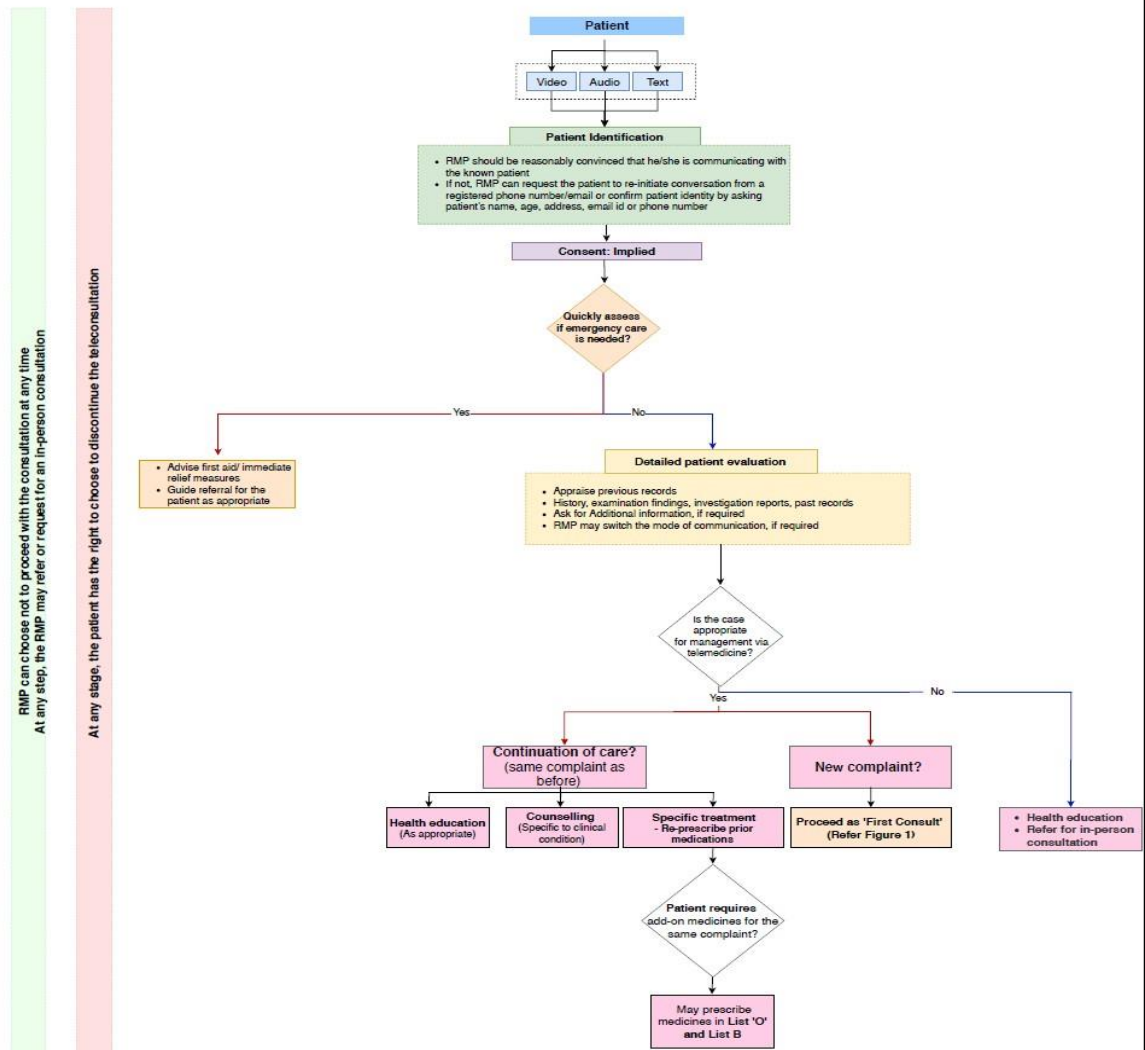 RMP can choose not to proceed with the consultation at any time
At any step, the RMP may refer or request for an in-person consultation
At any stage, the patient has the right to choose to discontinue the teleconsultation
Patient
Video
Audio
Text
Patient Identification
• RMP should be reasonably convinced that he/she is communicating with
the known patient
• If not, RMP can request the patient to re-initiate conversation from a
registered phone number/email or confirm patient identity by asking
patient's name, age, address, email id or phone number
Consent: Implied
Quickly assess
if emergency care
is needed?
Yes
No
• Advise first aid/ immediate
relief measures
• Guide referral for the
patient as appropriate
Detailed patient evaluation
• Appraise previous records
• History, examination findings, investigation reports, past records
• Ask for Additional information, if required
• RMP may switch the mode of communication, if required
Is the case
appropriate
for management via
telemedicine?
Yes
No
Continuation of care?
(same complaint as
before)
New complaint?
Health education
(As appropriate)
Counselling
(Specific to clinical
condition)
Specific treatment
- Re-prescribe prior
medications
Proceed as 'First Consult'
(Refer Figure 1)
• Health education
• Refer for in-person
consultation
Patient requires
add-on medicines for the
same complaint?
May prescribe
medicines in List 'O'
and List B